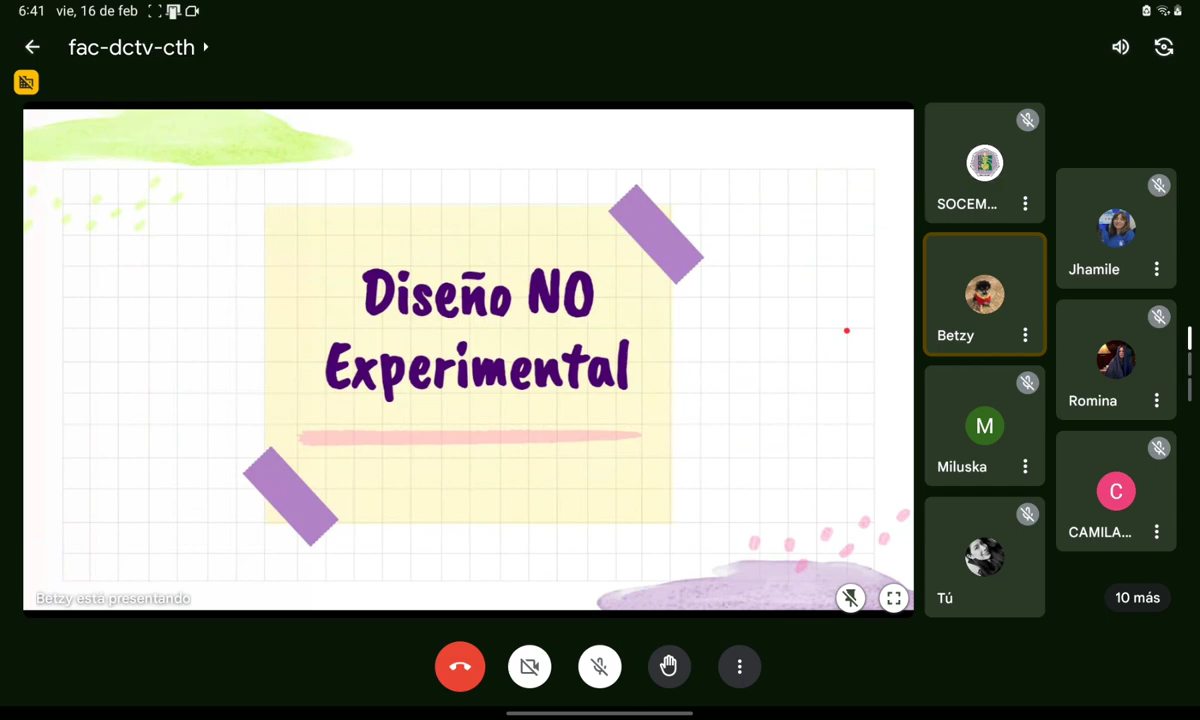 6:41 vie, 16 de feb
fac-dctv-cth
Diseño NO
Experimental
Betzy está presentando
SOCEM...
Betzy
Miluska
M
Tú
Jhamile
Romina
C
CAMILA...
10 más